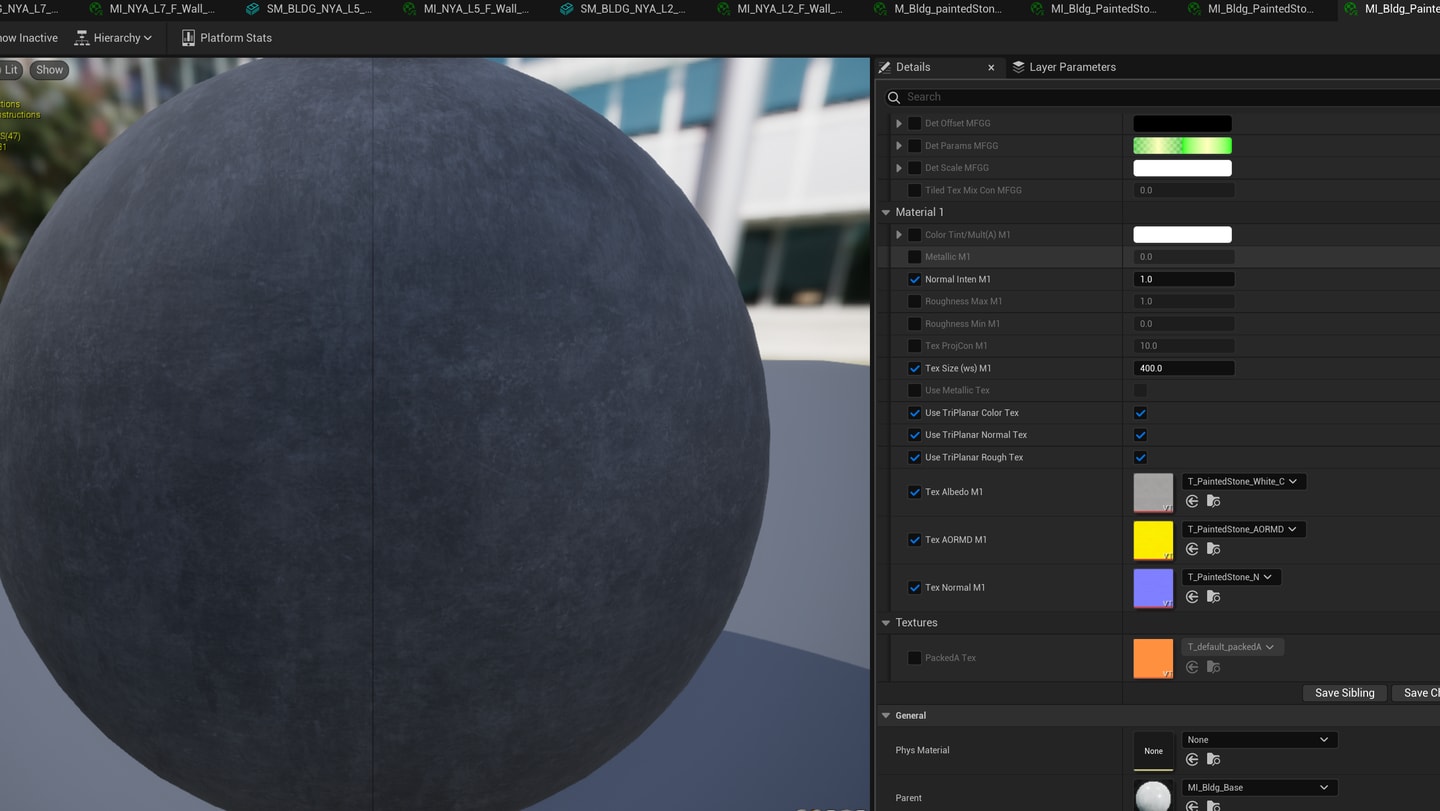 G_NYA_L7_...
MI_NYA_L7_F_Wall_...
SM_BLDG_NYA_L5_...
MI_NYA_L5_F_Wall_...
SM_BLDG_NYA_L2_...
MI_NYA_L2_F_Wall_...
M_Bldg_paintedSton...
MI_Bldg_PaintedSto...
MI_Bldg_PaintedSto...
MI_Bldg_Painte
how Inactive
Hierarchy
Platform Stats
Lit
Show
tions
structions
S(47)
Details
Layer Parameters
Search
Det Offset MFGG
Det Params MFGG
Det Scale MFGG
Tiled Tex Mix Con MFGG
0.0
Material 1
Color Tint/Mult(A) M1
Metallic M1
0.0
Normal Inten M1
1.0
Roughness Max M1
1.0
Roughness Min M1
0.0
Tex ProjCon M1
10.0
Tex Size (ws) M1
400.0
Use Metallic Tex
Use TriPlanar Color Tex
Use TriPlanar Normal Tex
Use TriPlanar Rough Tex
Tex Albedo M1
VT
T_PaintedStone_White_C
Tex AORMD M1
VT
T_PaintedStone_AORMD
Tex Normal M1
VT
T_PaintedStone_N
Textures
PackedA Tex
VT
T_default_packedA
Save Sibling
Save Ch
General
Phys Material
None
None
Parent
MI_Bldg_Base